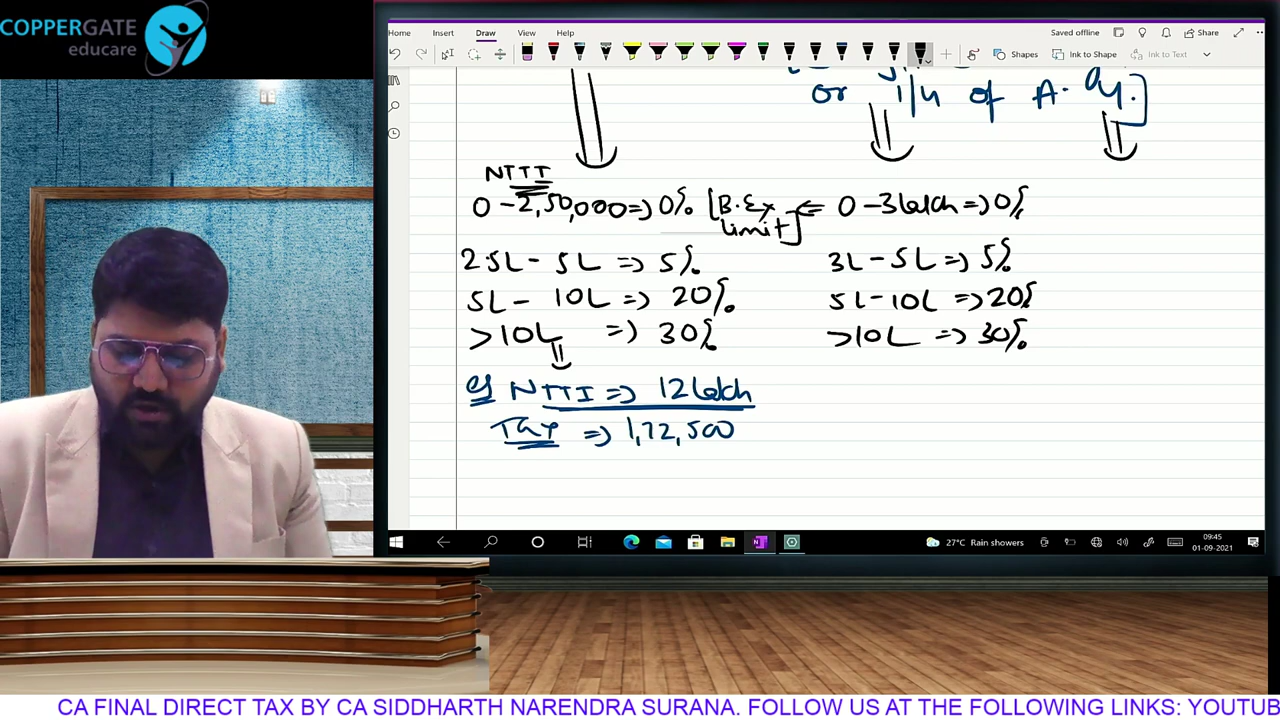 COPPERGATE
educare
Home Insert Draw View Help
Saved offline
Share
Shapes
Ink to Shape
Ink to Text
or 1/4 of A.
NTTI
0 - 2,50,000 => 0% [B.Ex limit] <= 0 - 3 lakh => 0%
2.5L - 5L => 5% 3L - 5L => 5%
5L - 10L => 20% 5L - 10L => 20%
>10L => 30% >10L => 30%
eg NTTI => 12 lakh
Tax => 1,72,500
27°C Rain showers
09:45
01-09-2021
CA FINAL DIRECT TAX BY CA SIDDHARTH NARENDRA SURANA. FOLLOW US AT THE FOLLOWING LINKS: YOUTUB